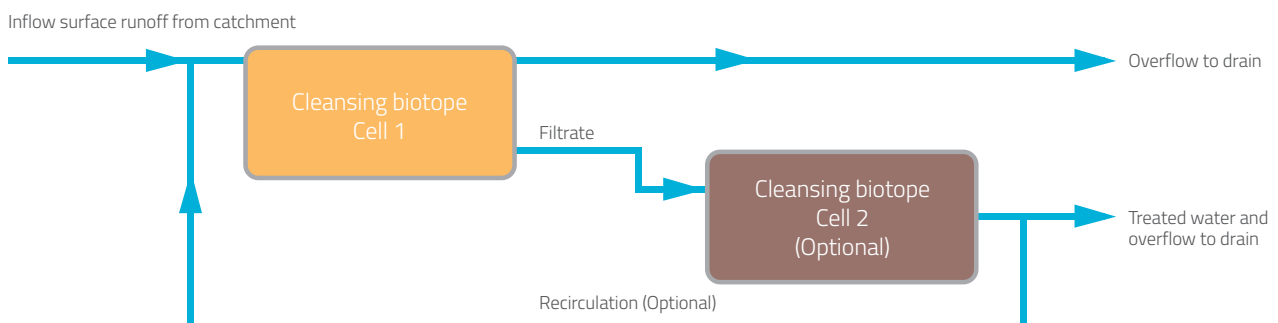 Inflow surface runoff from catchment
Overflow to drain
Cleansing biotope
Cell 1
Filtrate
Cleansing biotope
Cell 2
(Optional)
Treated water and
overflow to drain
Recirculation (Optional)